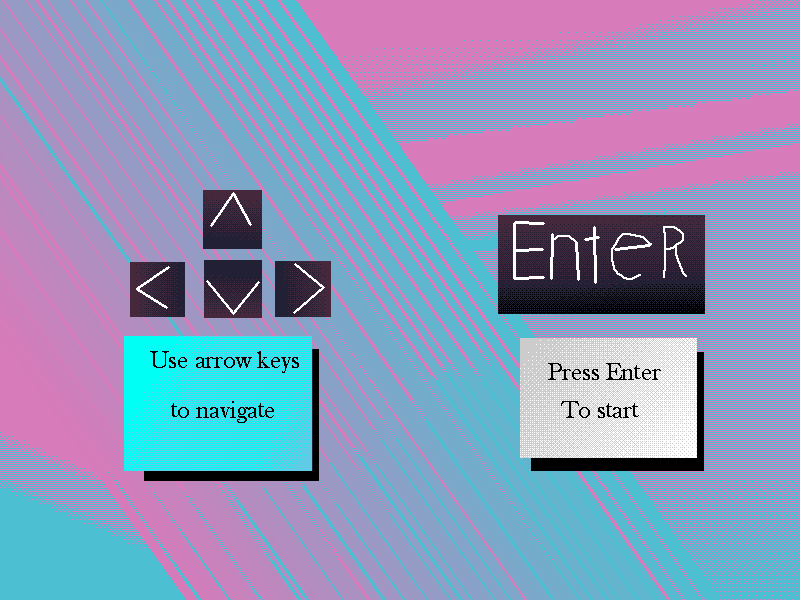 Enter
Use arrow keys
to navigate
Press Enter
To start